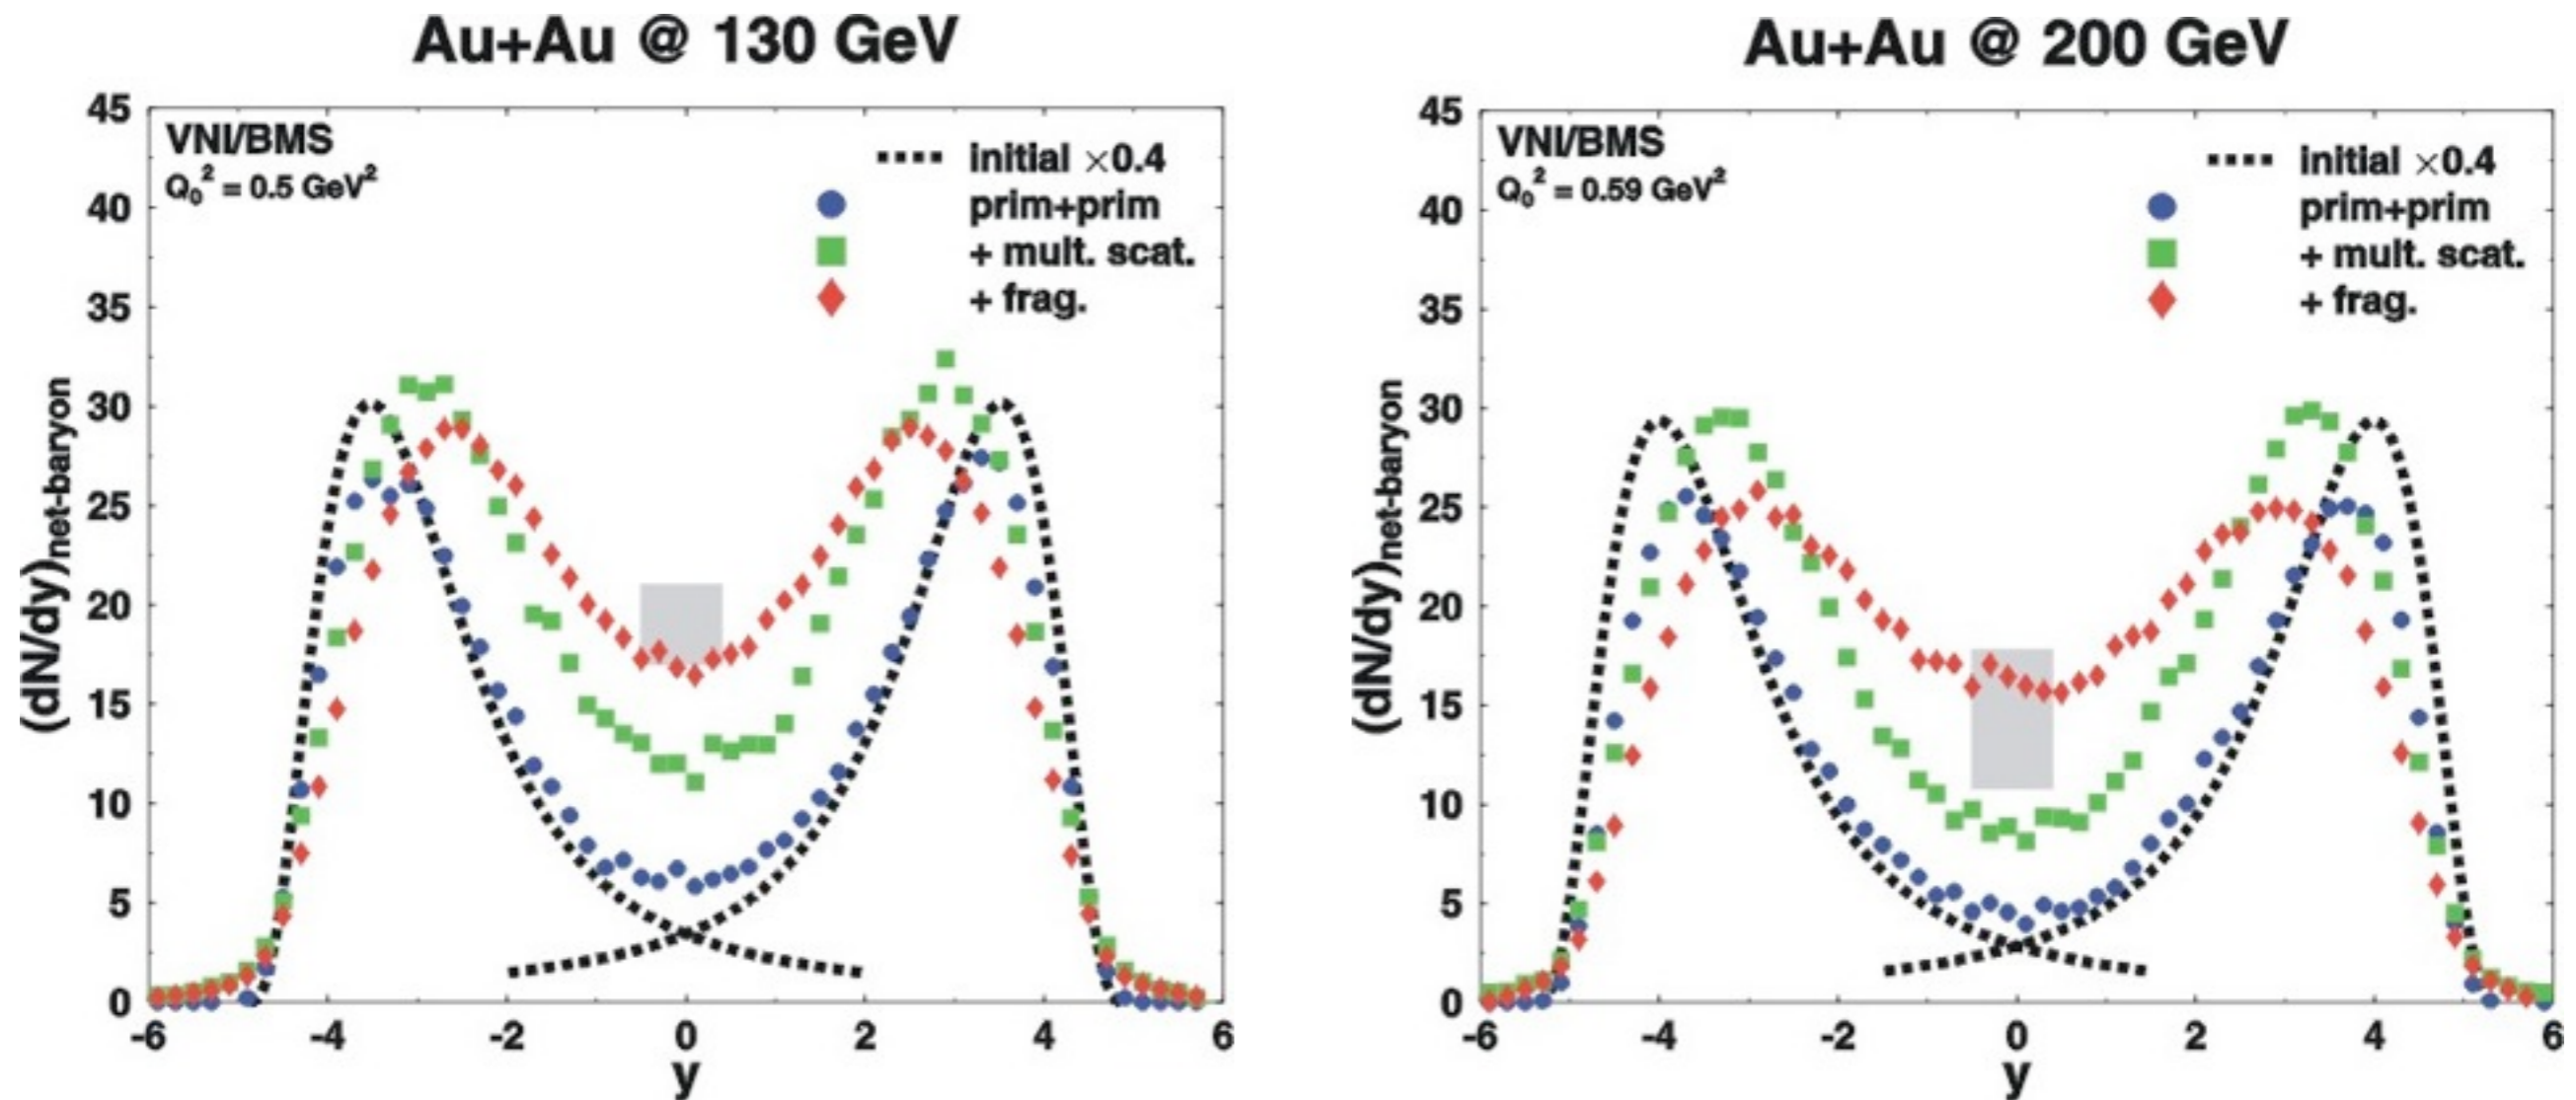 Au+Au @ 130 GeV
VNI/BMS
Q₀² = 0.5 GeV²
initial ×0.4
prim+prim
+ mult. scat.
+ frag.
(dN/dy)net-baryon
45
40
35
30
25
20
15
10
5
0
-6 -4 -2 0 2 4 6
y
Au+Au @ 200 GeV
VNI/BMS
Q₀² = 0.59 GeV²
initial ×0.4
prim+prim
+ mult. scat.
+ frag.
(dN/dy)net-baryon
45
40
35
30
25
20
15
10
5
0
-6 -4 -2 0 2 4 6
y